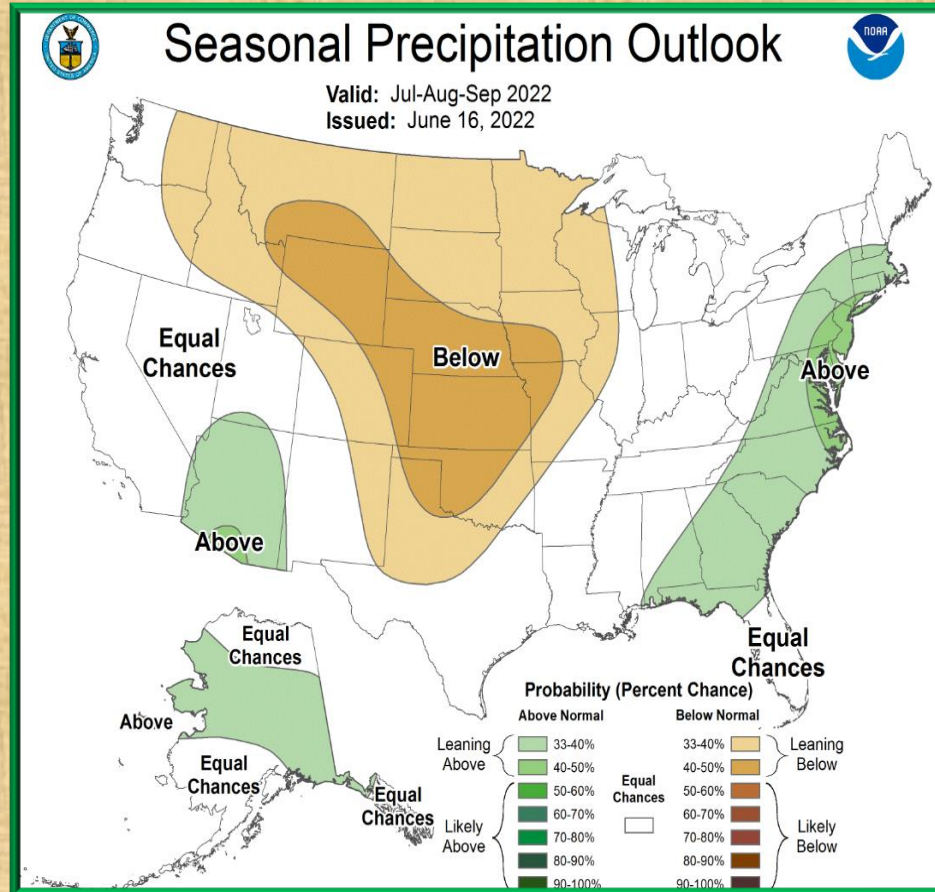 Seasonal Precipitation Outlook
NOAA
Valid: Jul-Aug-Sep 2022
Issued: June 16, 2022
Equal
Chances
Below
Above
Above
Equal
Chances
Equal
Chances
Above
Equal
Chances
Equal
Chances
Probability (Percent Chance)
Above Normal
Below Normal
Leaning
Above
33-40%
40-50%
50-60%
60-70%
70-80%
80-90%
90-100%
Likely
Above
Equal
Chances
33-40%
40-50%
50-60%
60-70%
70-80%
80-90%
90-100%
Leaning
Below
Likely
Below